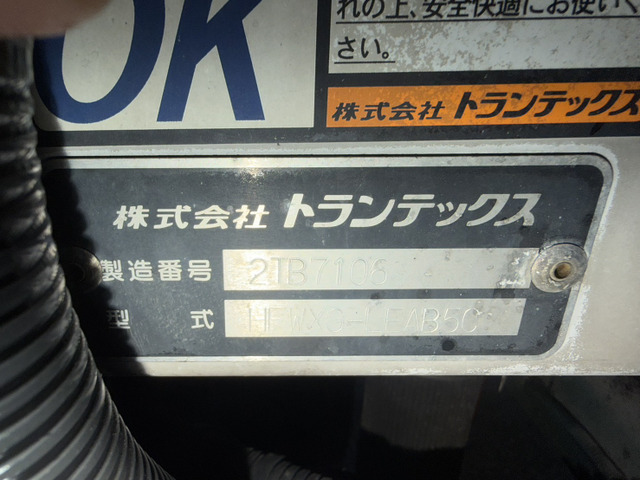 OK
れの上、安全快適にお使いく
さい。
株式会社 トランテックス
株式会社 トランテックス
製造番号 2TB7108
型式